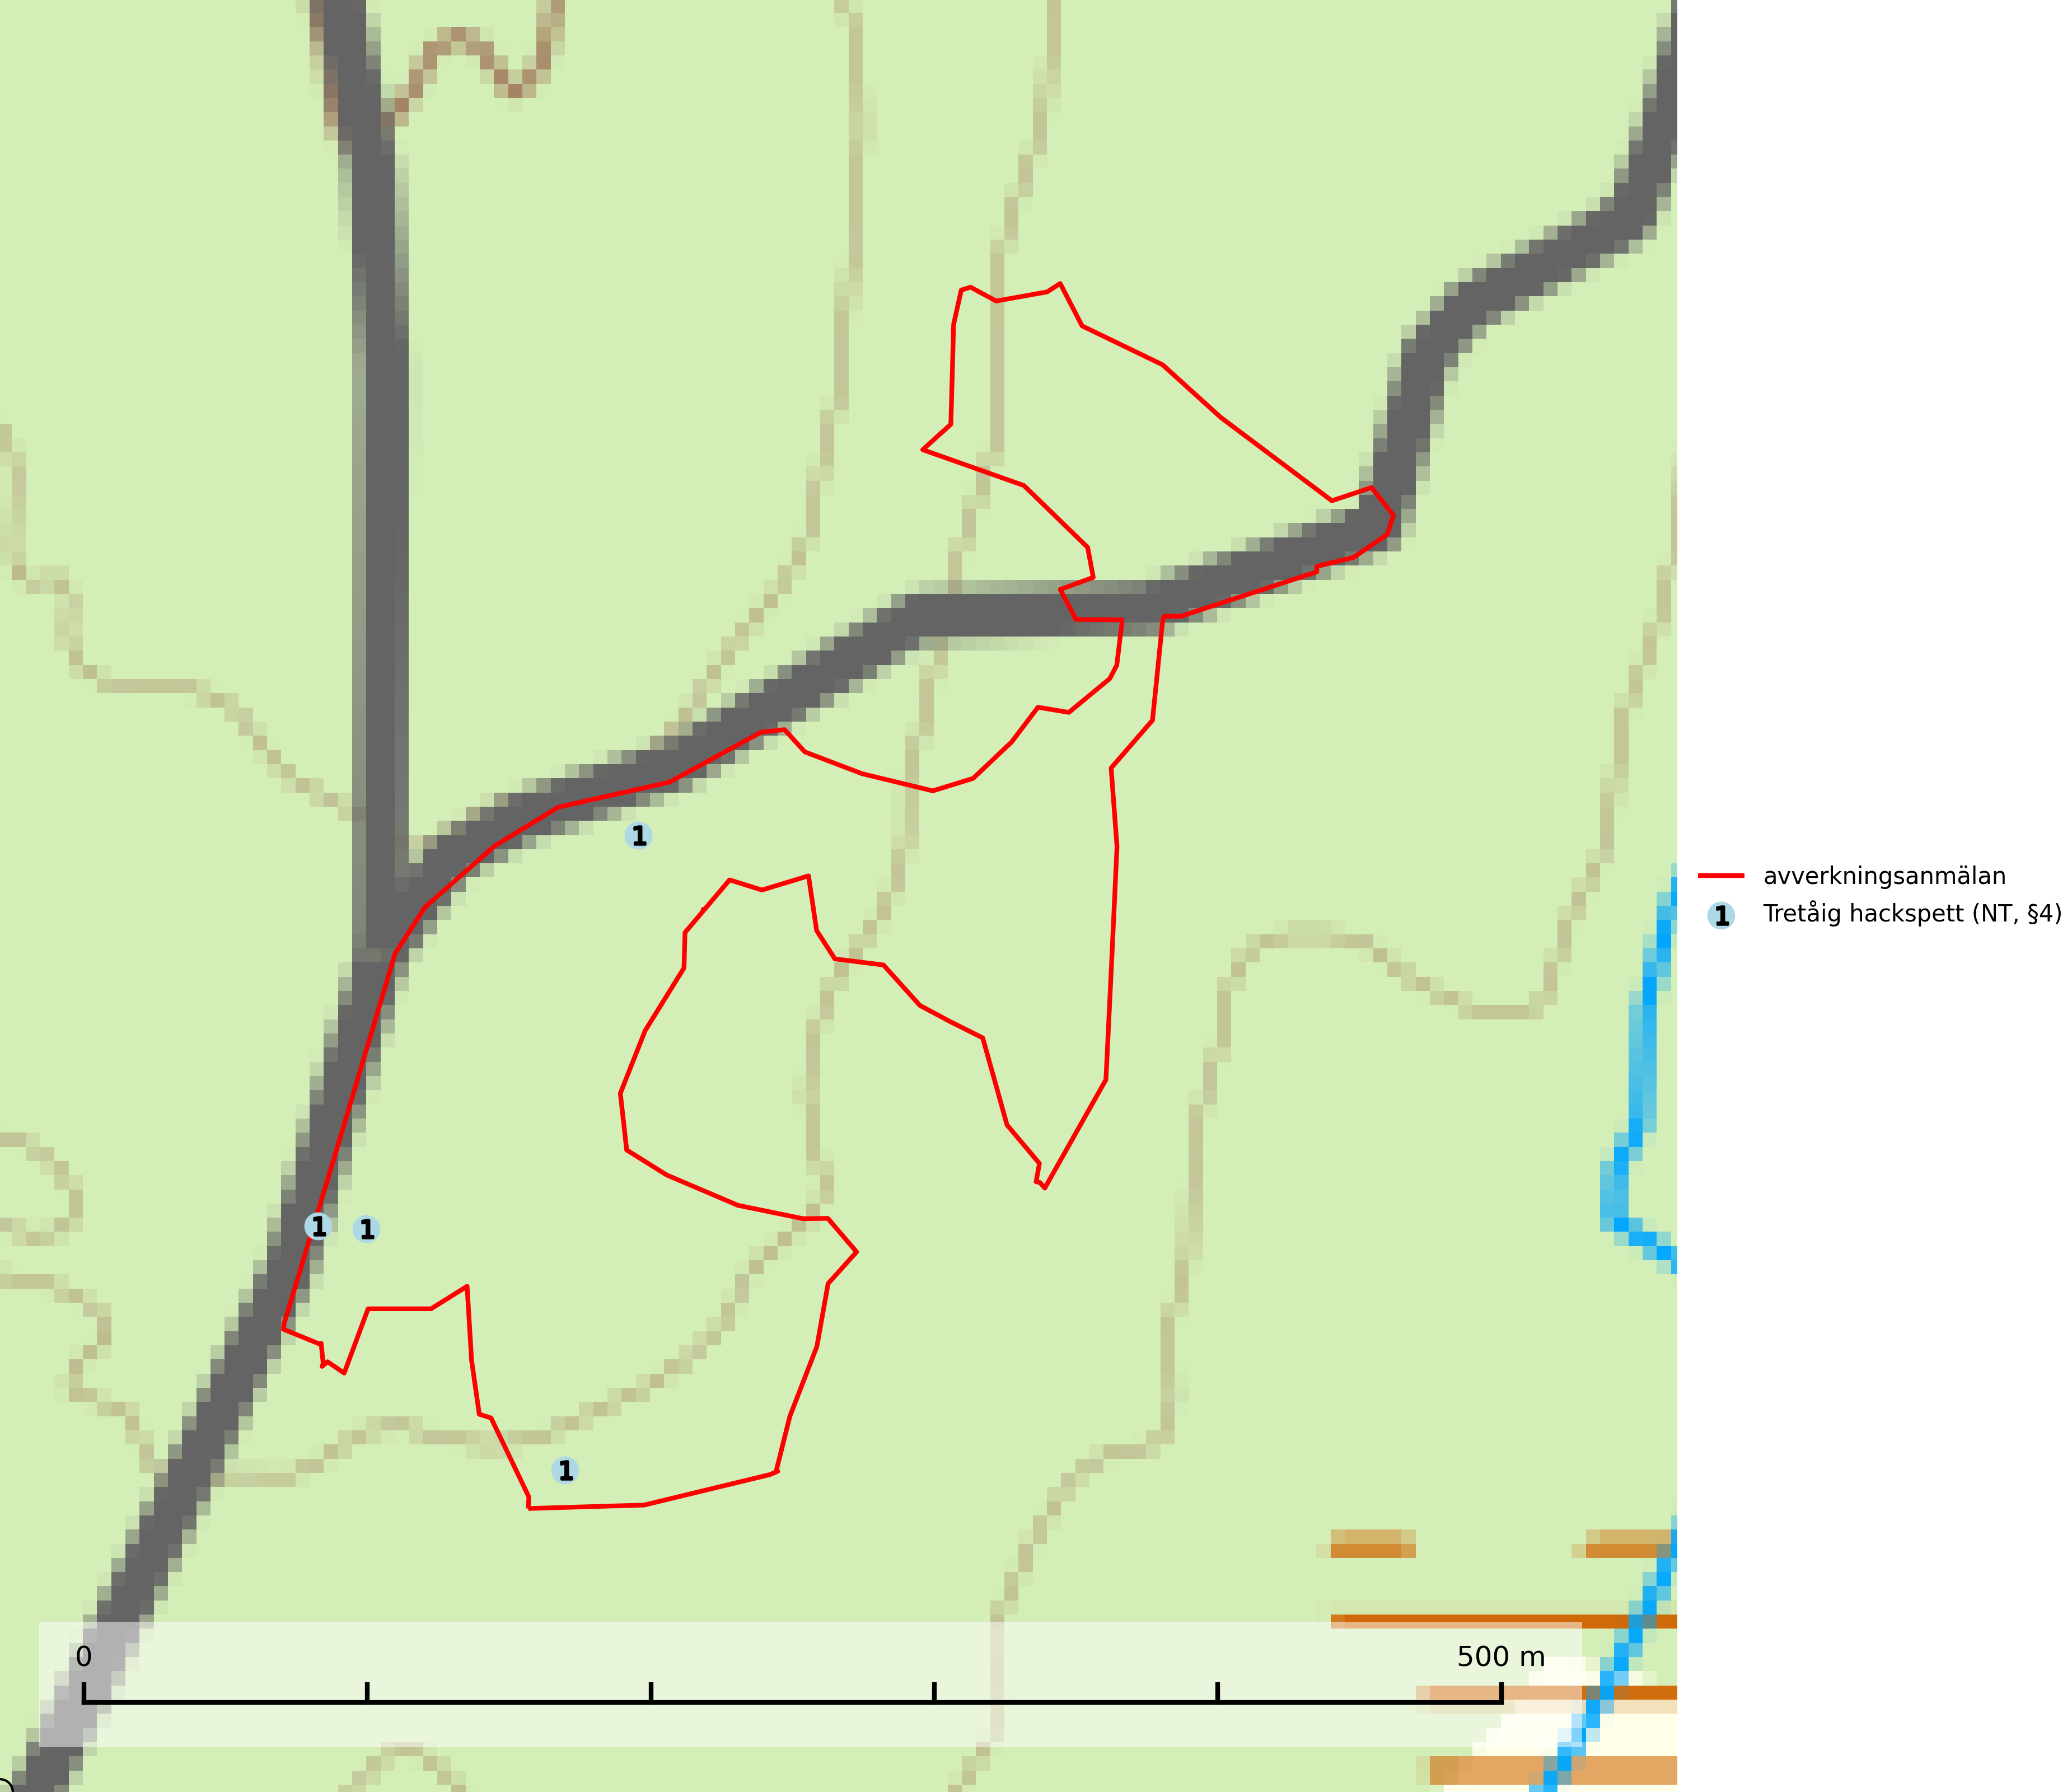 1
avverkningsanmälan
1 Tretåig hackspett (NT, §4)
1 1
1
0 500 m